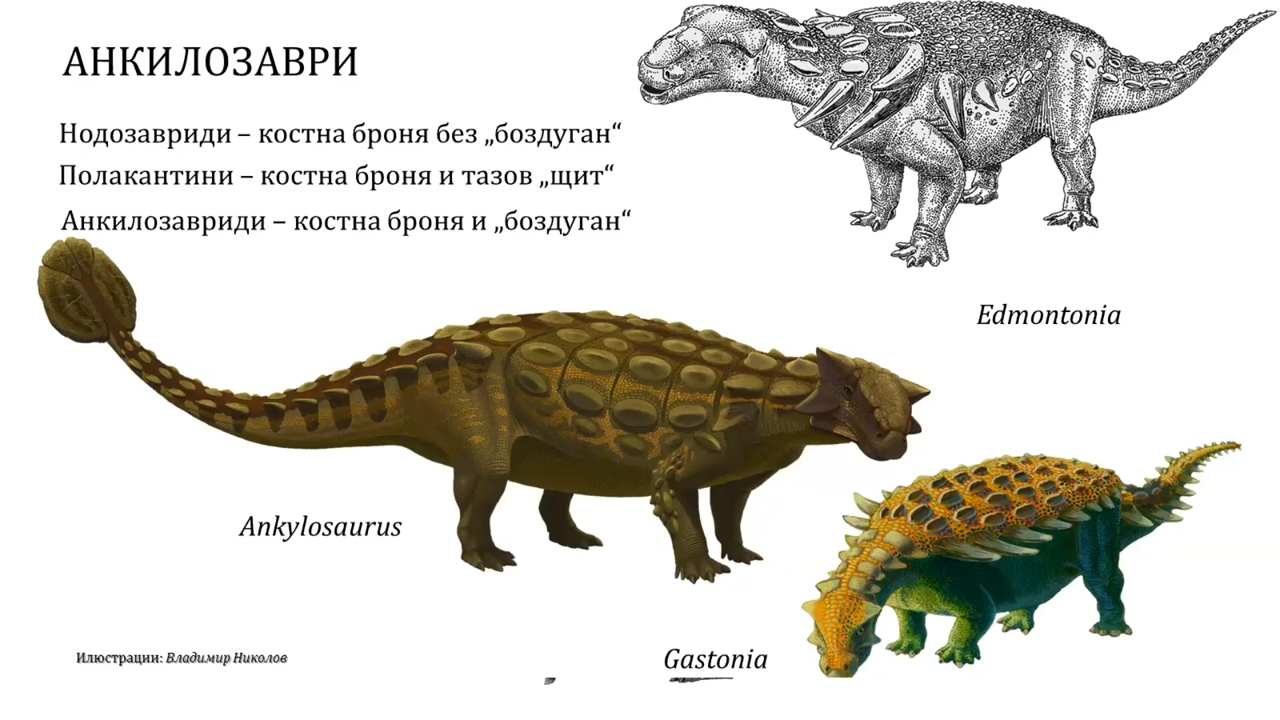 АНКИЛОЗАВРИ
Нодозавриди – костна броня без „боздуган“
Полакантини – костна броня и тазов „щит“
Анкилозавриди – костна броня и „боздуган“
Edmontonia
Ankylosaurus
Gastonia
Илюстрации: Владимир Николов